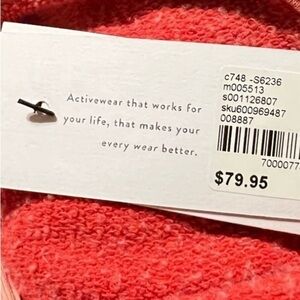 Activewear that works for
your life, that makes your
every wear better.
c748 -S6236
m005513
s001126807
sku600969487
008887
7000077
$79.95